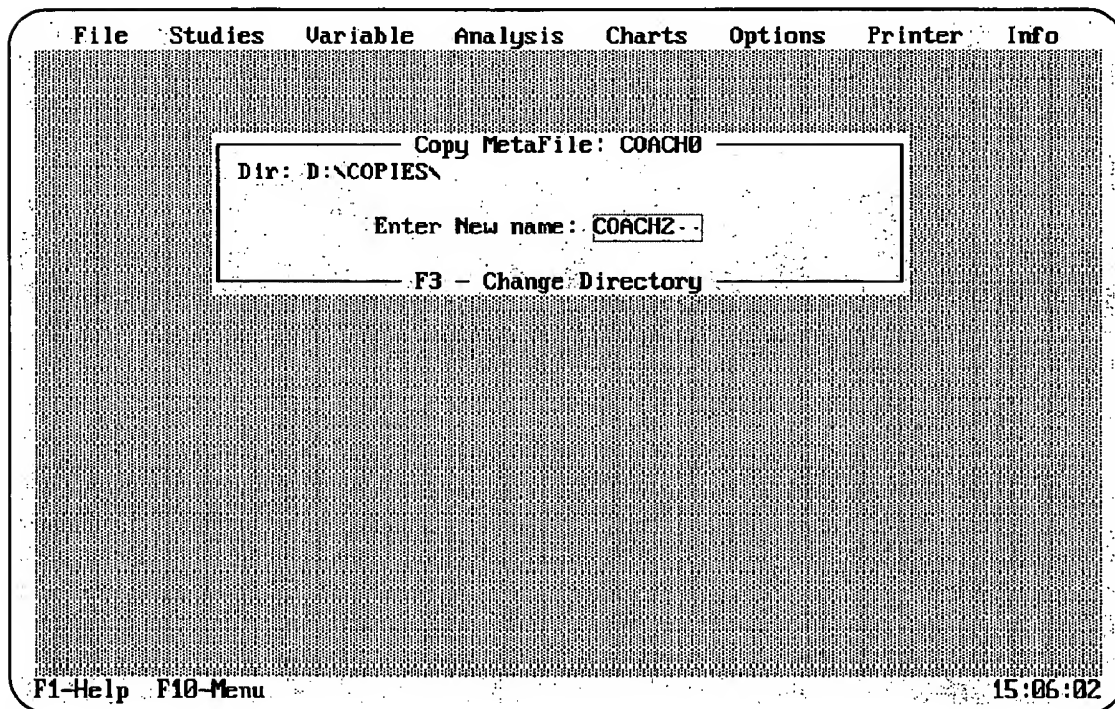 File Studies Variable Analysis Charts Options Printer Info
Copy MetaFile: COACH0
Dir: D:\COPIES\
Enter New name: COACH2--
F3 - Change Directory
F1-Help F10-Menu 15:06:02